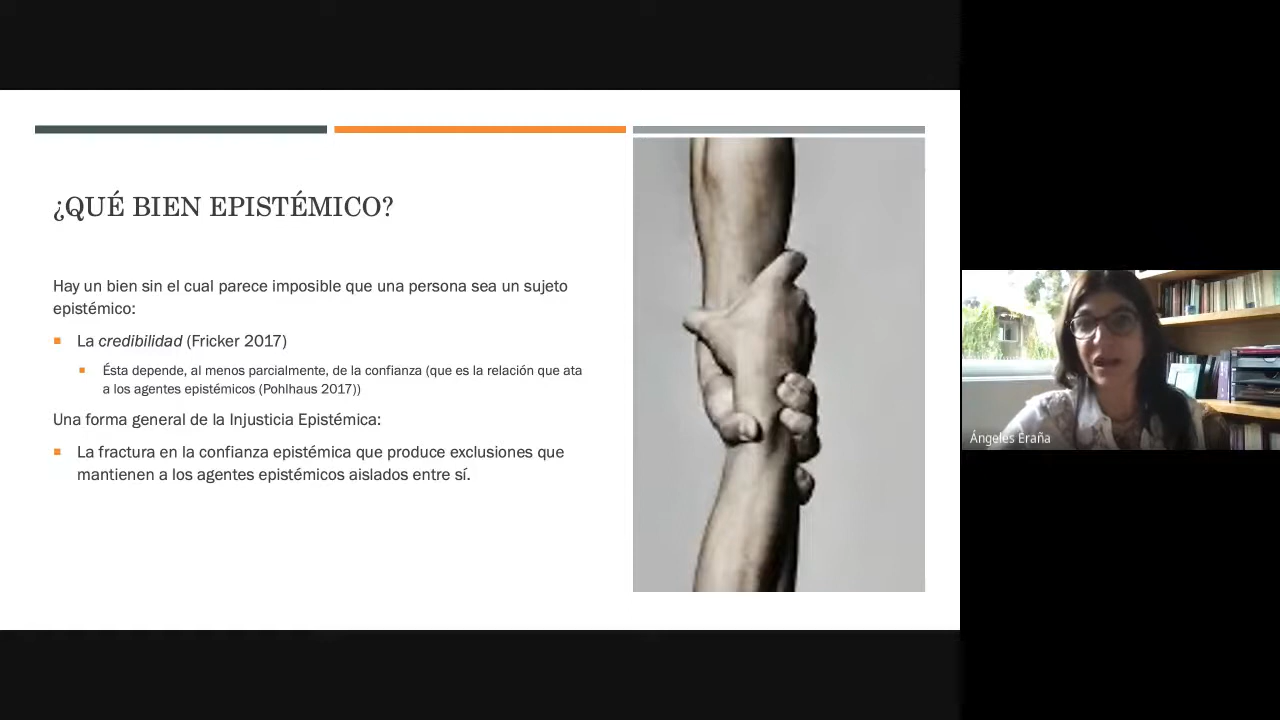 ¿QUÉ BIEN EPISTÉMICO?
Hay un bien sin el cual parece imposible que una persona sea un sujeto
epistémico:
La credibilidad (Fricker 2017)
Ésta depende, al menos parcialmente, de la confianza (que es la relación que ata
a los agentes epistémicos (Pohlhaus 2017))
Una forma general de la Injusticia Epistémica:
La fractura en la confianza epistémica que produce exclusiones que
mantienen a los agentes epistémicos aislados entre sí.
Ángeles Eraña